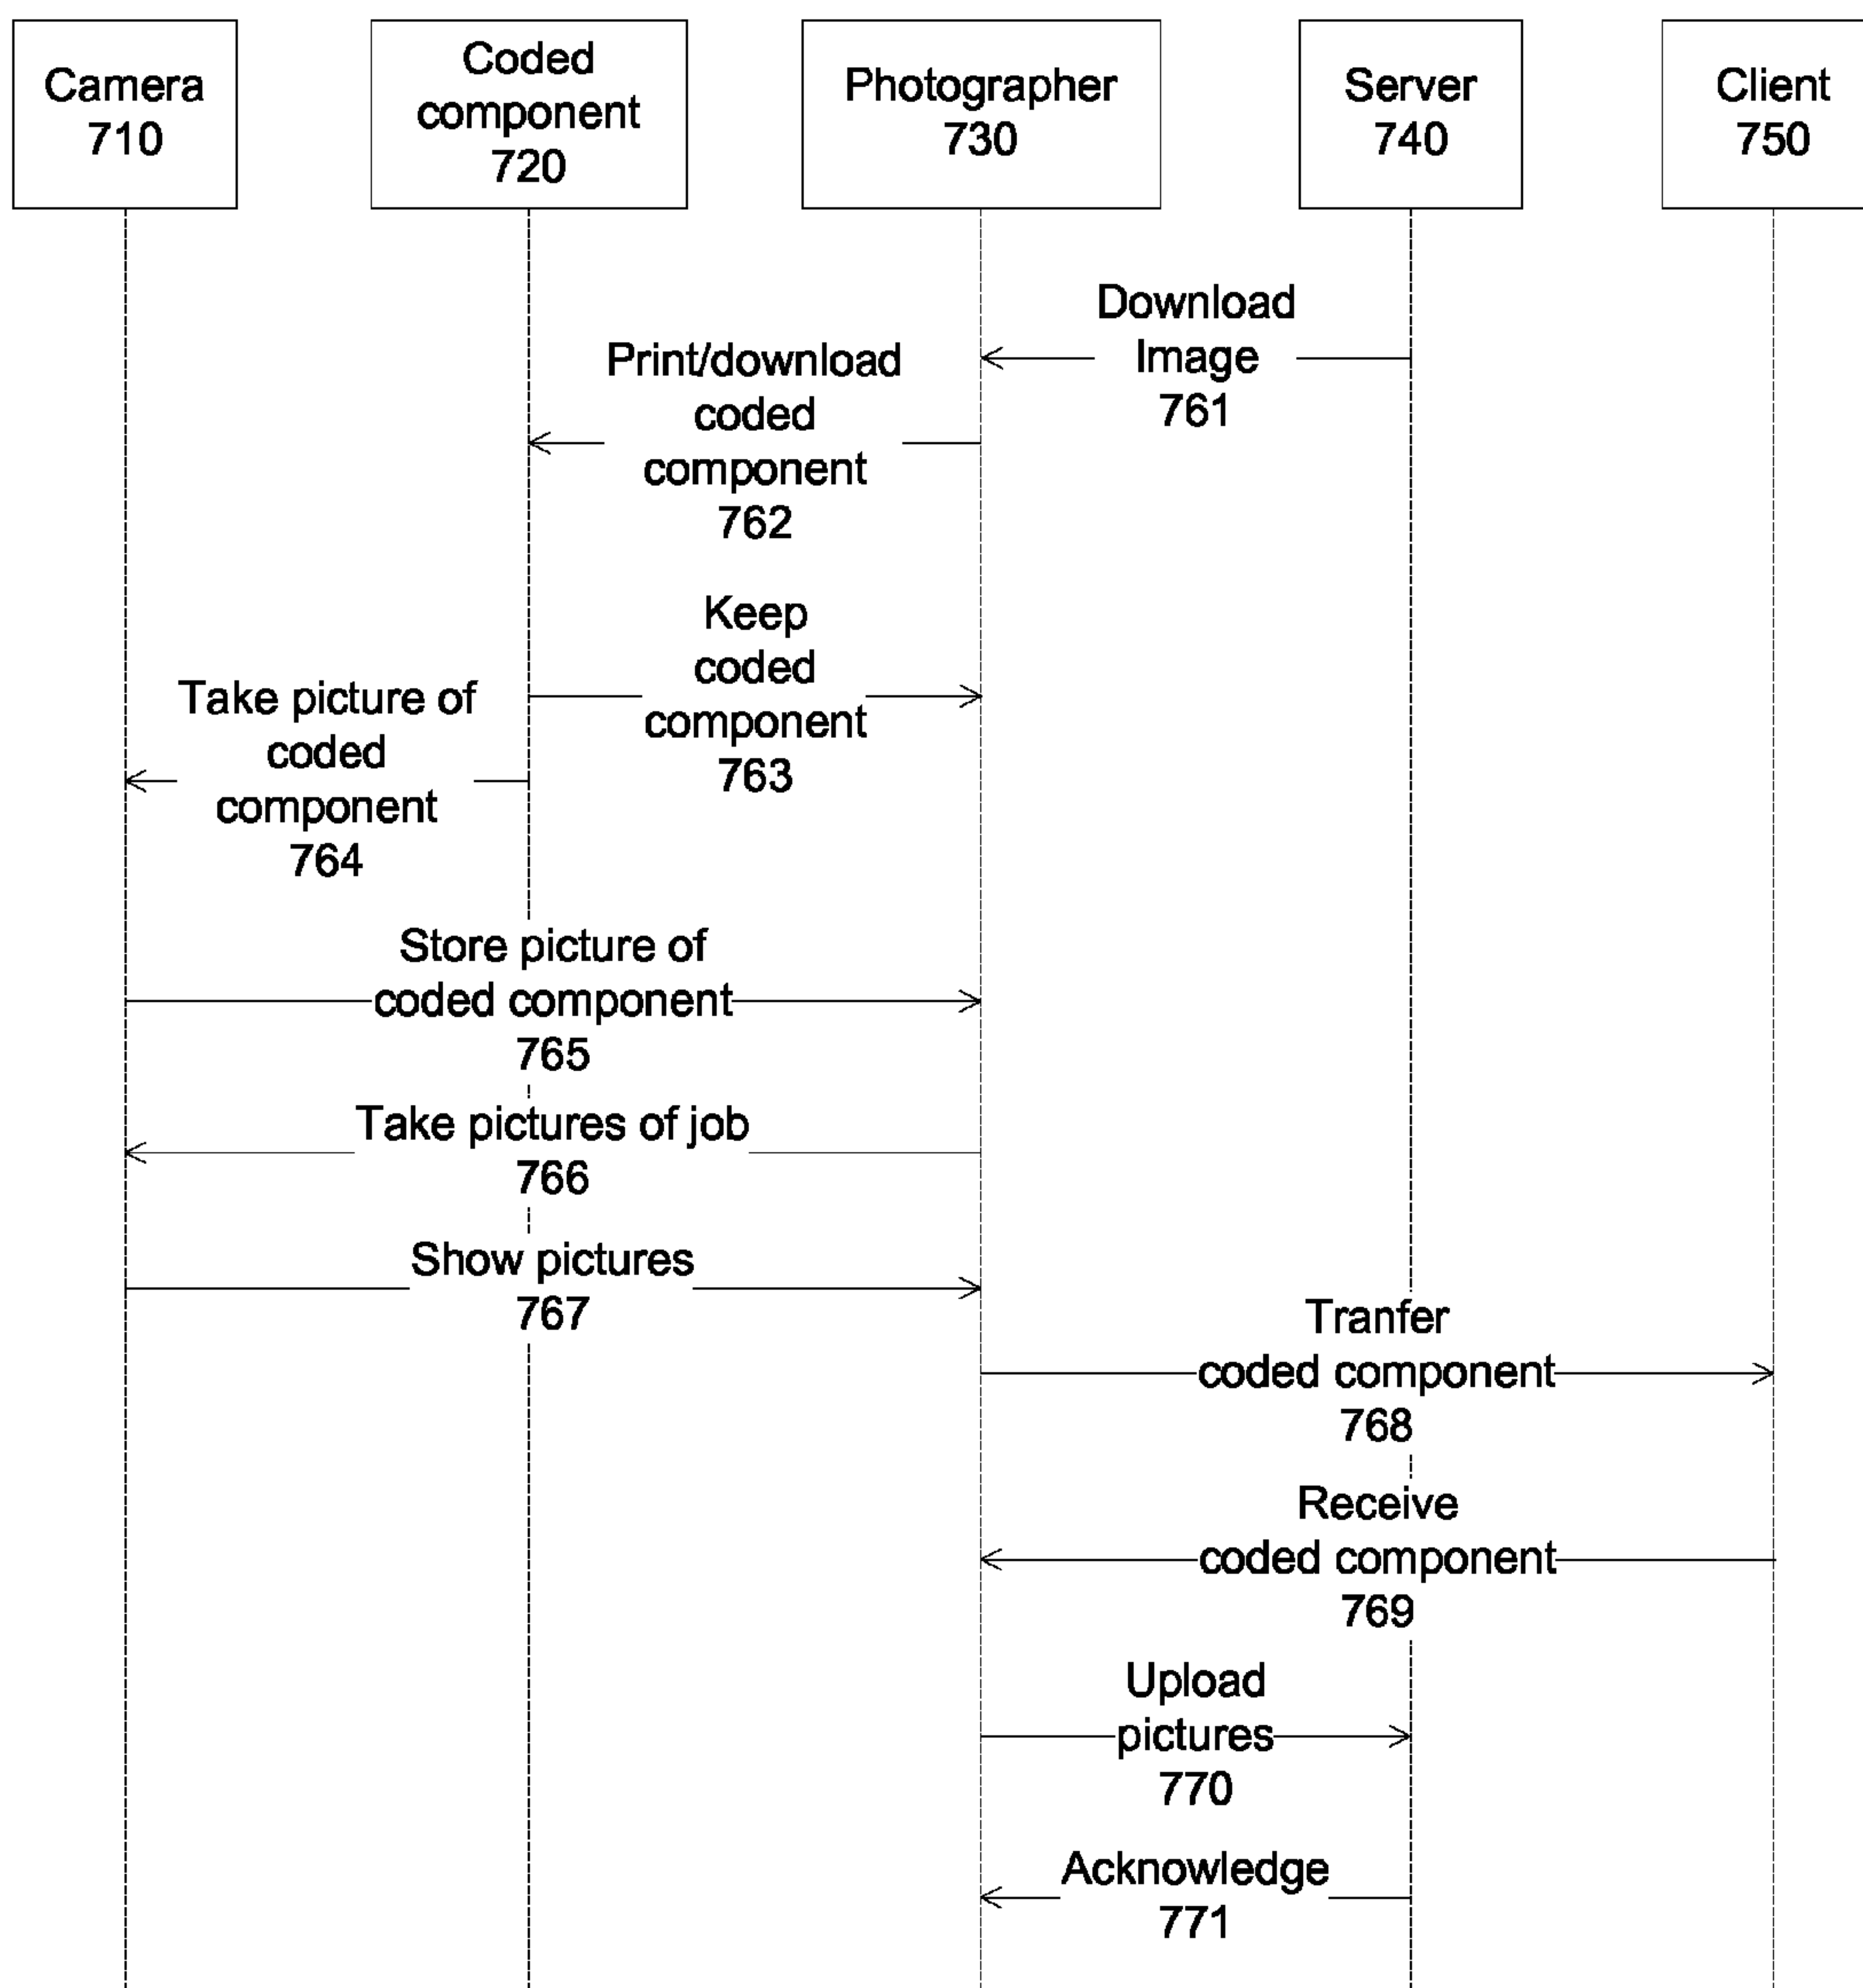 Camera
710
Coded
component
720
Photographer
730
Server
740
Client
750
Download
Image
761
Print/download
coded
component
762
Keep
coded
component
763
Take picture of
coded
component
764
Store picture of
coded component
765
Take pictures of job
766
Show pictures
767
Tranfer
coded component
768
Receive
coded component
769
Upload
pictures
770
Acknowledge
771